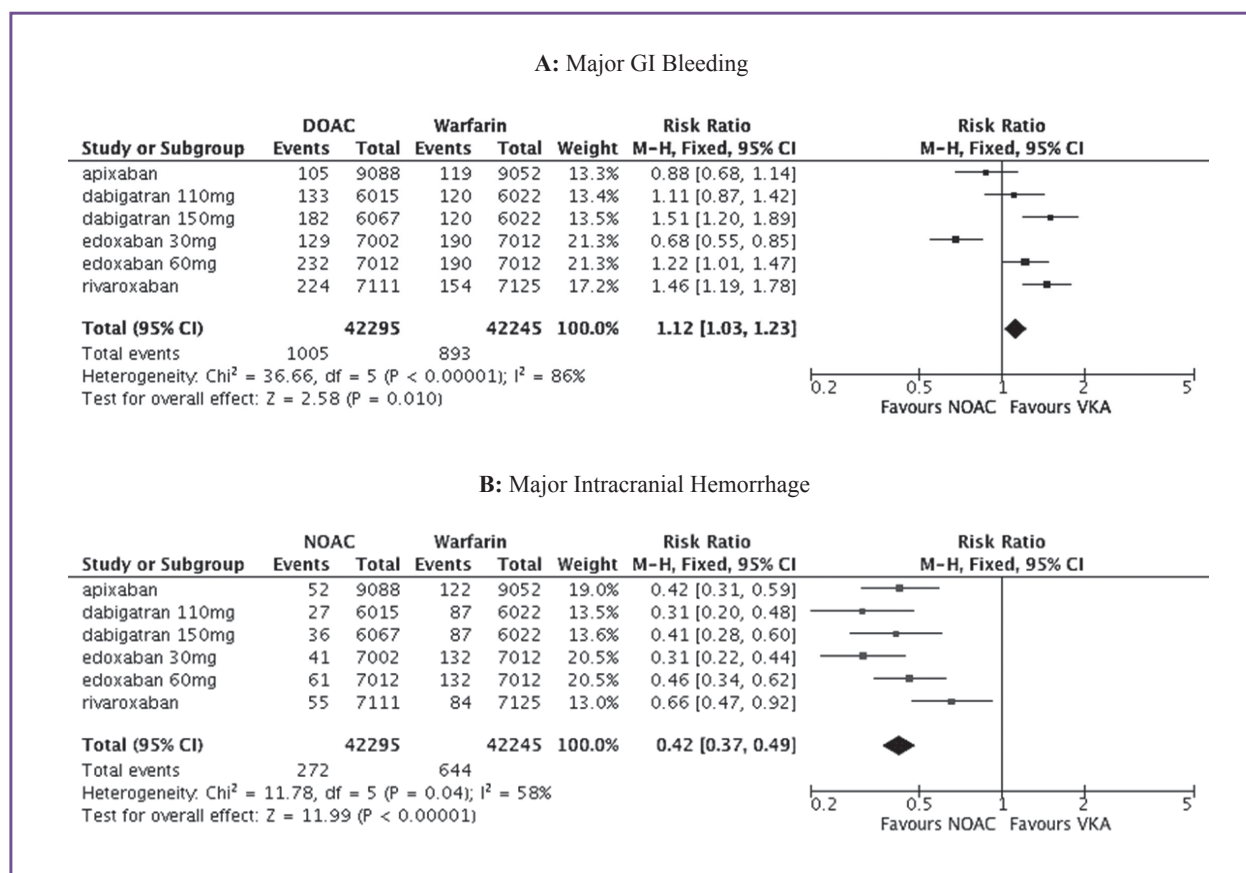 A: Major GI Bleeding
DOAC Warfarin Risk Ratio Risk Ratio
Study or Subgroup Events Total Events Total Weight M-H, Fixed, 95% CI M-H, Fixed, 95% CI
apixaban 105 9088 119 9052 13.3% 0.88 [0.68, 1.14]
dabigatran 110mg 133 6015 120 6022 13.4% 1.11 [0.87, 1.42]
dabigatran 150mg 182 6067 120 6022 13.5% 1.51 [1.20, 1.89]
edoxaban 30mg 129 7002 190 7012 21.3% 0.68 [0.55, 0.85]
edoxaban 60mg 232 7012 190 7012 21.3% 1.22 [1.01, 1.47]
rivaroxaban 224 7111 154 7125 17.2% 1.46 [1.19, 1.78]
Total (95% CI) 42295 42245 100.0% 1.12 [1.03, 1.23]
Total events 1005 893
Heterogeneity: Chi² = 36.66, df = 5 (P < 0.00001); I² = 86%
Test for overall effect: Z = 2.58 (P = 0.010)
0.2 0.5 1 2 5
Favours NOAC Favours VKA
B: Major Intracranial Hemorrhage
NOAC Warfarin Risk Ratio Risk Ratio
Study or Subgroup Events Total Events Total Weight M-H, Fixed, 95% CI M-H, Fixed, 95% CI
apixaban 52 9088 122 9052 19.0% 0.42 [0.31, 0.59]
dabigatran 110mg 27 6015 87 6022 13.5% 0.31 [0.20, 0.48]
dabigatran 150mg 36 6067 87 6022 13.6% 0.41 [0.28, 0.60]
edoxaban 30mg 41 7002 132 7012 20.5% 0.31 [0.22, 0.44]
edoxaban 60mg 61 7012 132 7012 20.5% 0.46 [0.34, 0.62]
rivaroxaban 55 7111 84 7125 13.0% 0.66 [0.47, 0.92]
Total (95% CI) 42295 42245 100.0% 0.42 [0.37, 0.49]
Total events 272 644
Heterogeneity: Chi² = 11.78, df = 5 (P = 0.04); I² = 58%
Test for overall effect: Z = 11.99 (P < 0.00001)
0.2 0.5 1 2 5
Favours NOAC Favours VKA